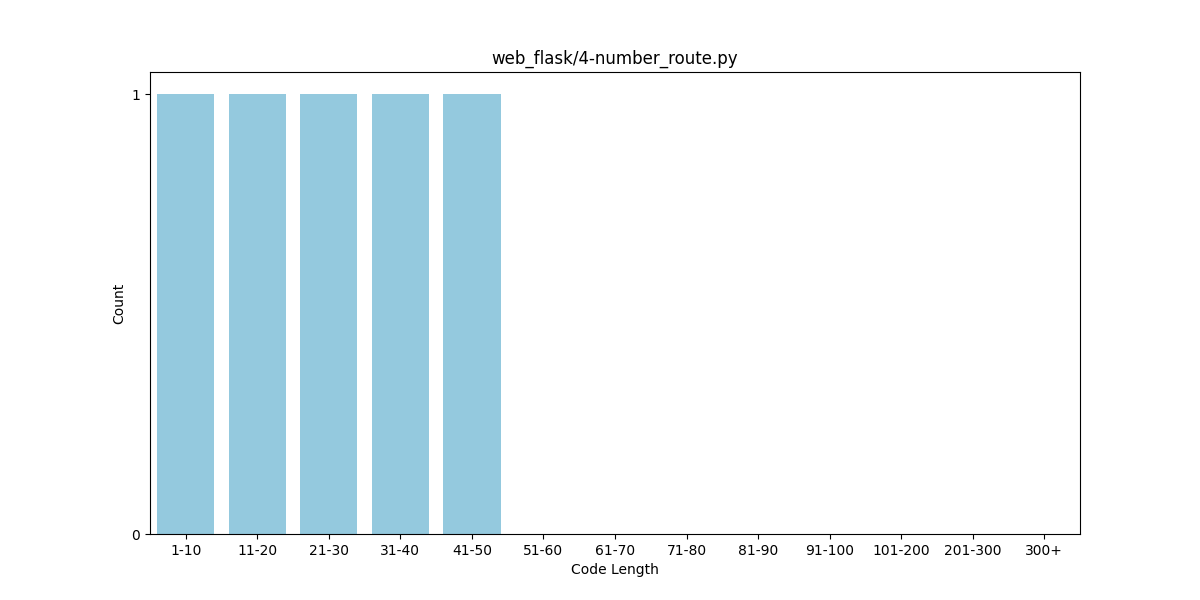 web_flask/4-number_route.py
1
0
Count
1-10 11-20 21-30 31-40 41-50 51-60 61-70 71-80 81-90 91-100 101-200 201-300 300+
Code Length